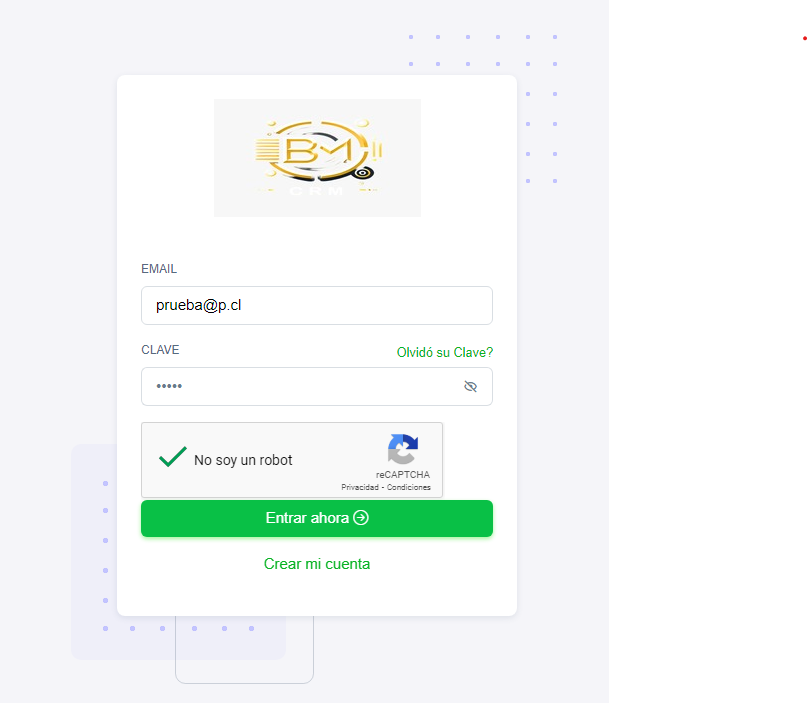 BM
CRM
EMAIL
prueba@p.cl
CLAVE
Olvidó su Clave?
•••••
No soy un robot
reCAPTCHA
Privacidad - Condiciones
Entrar ahora
Crear mi cuenta